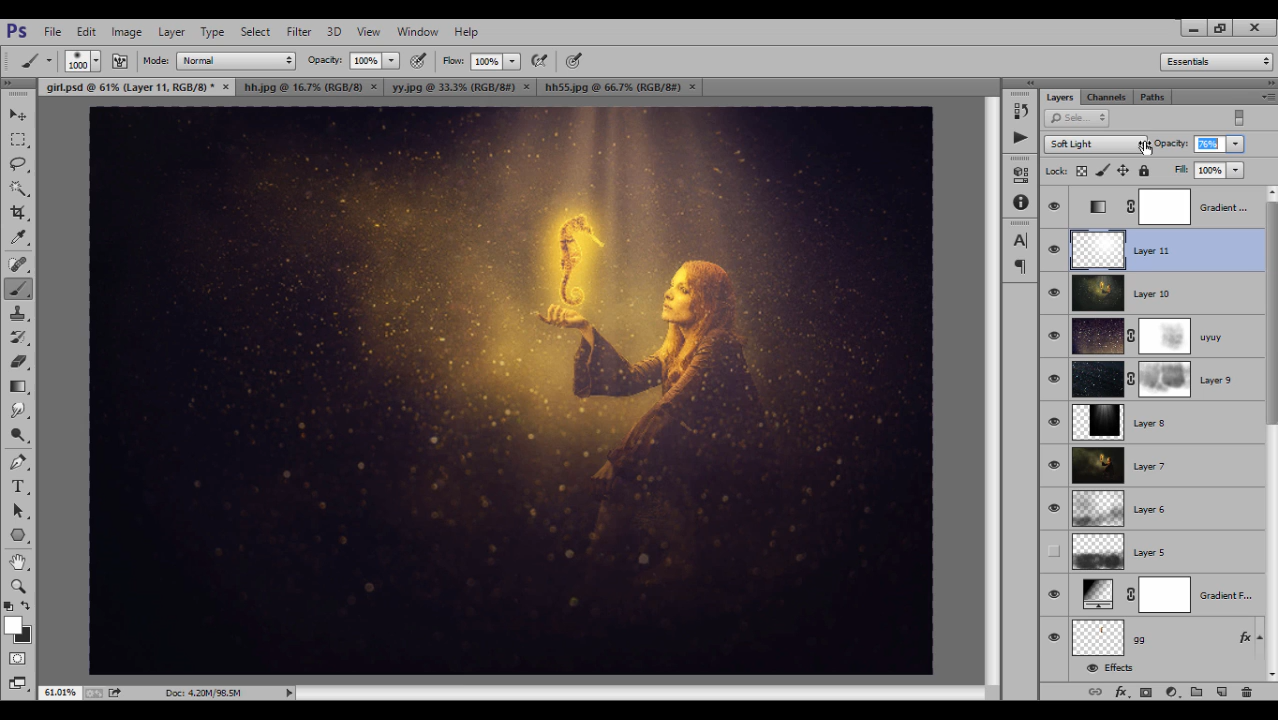 Ps File Edit Image Layer Type Select Filter 3D View Window Help
1000 Mode: Normal Opacity: 100% Flow: 100% Essentials
girl.psd @ 61% (Layer 11, RGB/8) * × hh.jpg @ 16.7% (RGB/8) × yy.jpg @ 33.3% (RGB/8#) × hh55.jpg @ 66.7% (RGB/8#) ×
Layers Channels Paths
Sele...
Soft Light Opacity: 76%
Lock: Fill: 100%
Gradient ...
Layer 11
Layer 10
uyuy
Layer 9
Layer 8
Layer 7
Layer 6
Layer 5
Gradient F...
gg fx
Effects
61.01% Doc: 4.20M/98.5M